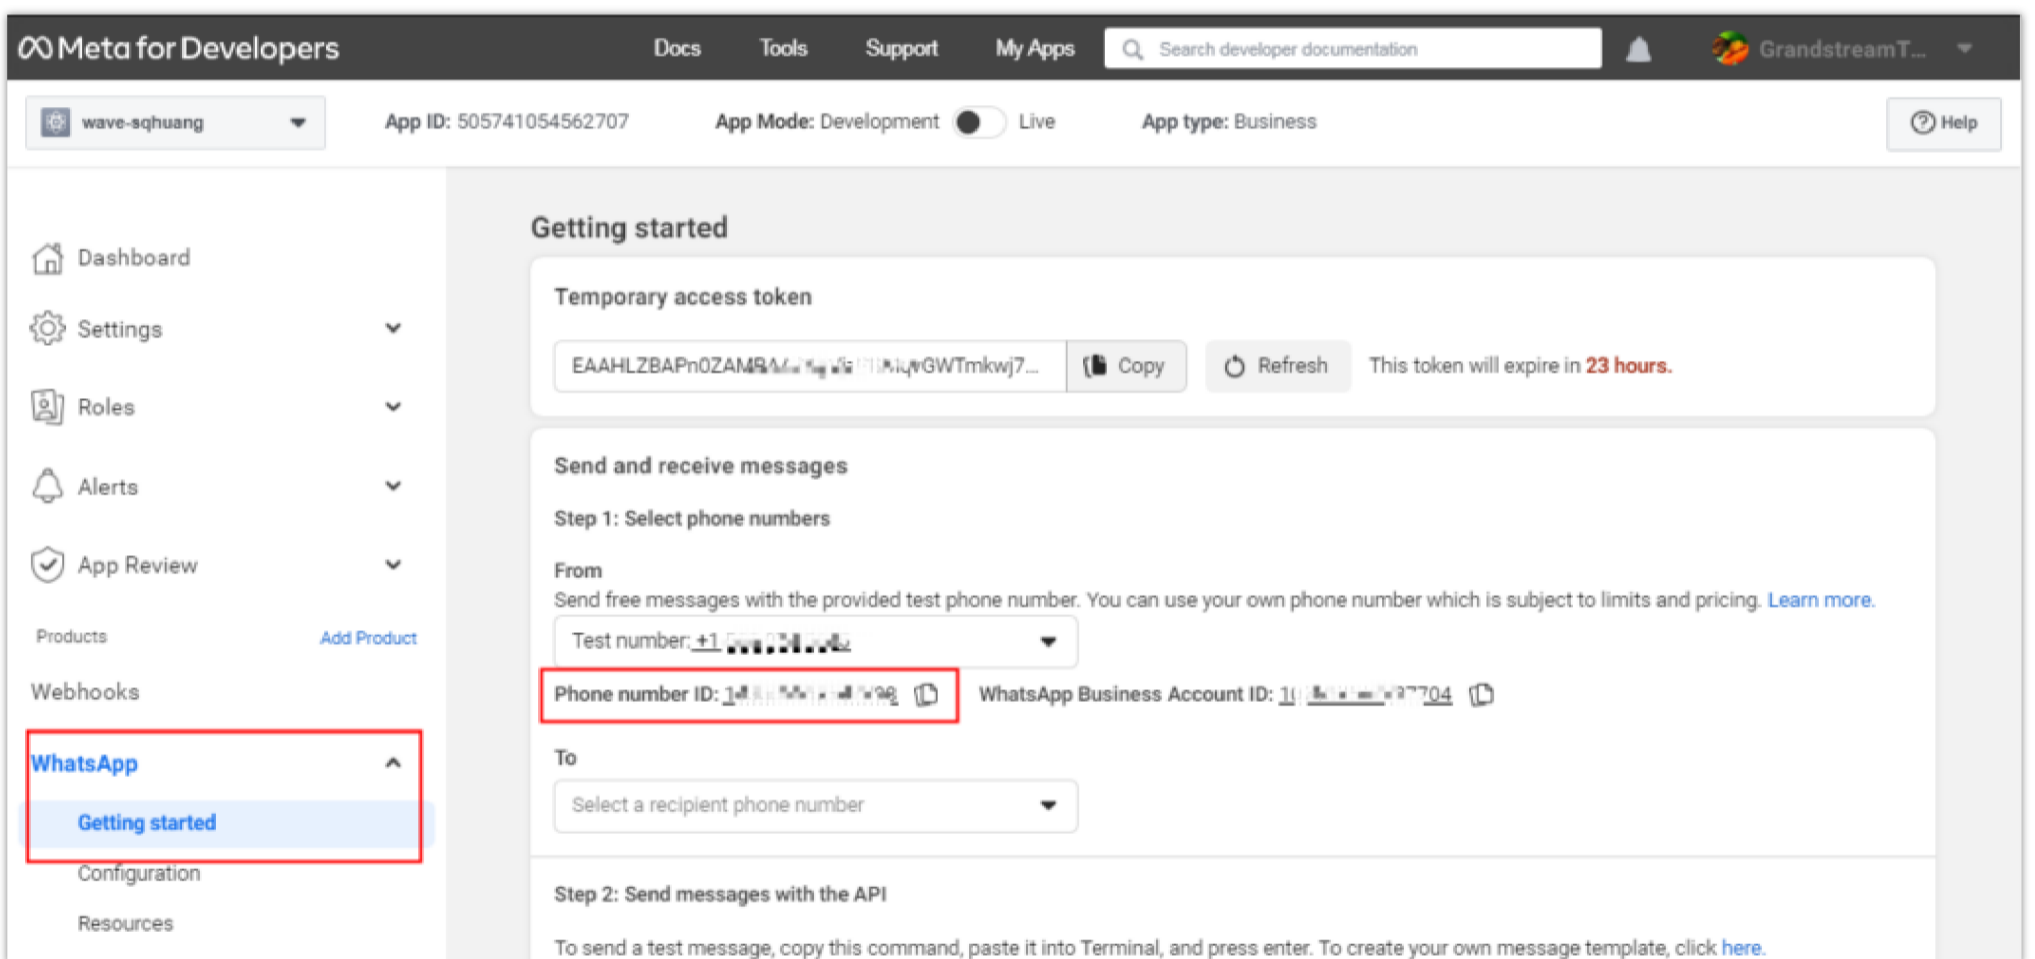 Meta for Developers Docs Tools Support My Apps Search developer documentation GrandstreamT...
wave-sqhuang App ID: 505741054562707 App Mode: Development Live App type: Business Help
Dashboard
Settings
Roles
Alerts
App Review
Products Add Product
Webhooks
WhatsApp
Getting started
Configuration
Resources
Getting started
Temporary access token
Copy Refresh This token will expire in 23 hours.
Send and receive messages
Step 1: Select phone numbers
From
Send free messages with the provided test phone number. You can use your own phone number which is subject to limits and pricing. Learn more.
Test number: +1
Phone number ID: WhatsApp Business Account ID:
To
Select a recipient phone number
Step 2: Send messages with the API
To send a test message, copy this command, paste it into Terminal, and press enter. To create your own message template, click here.